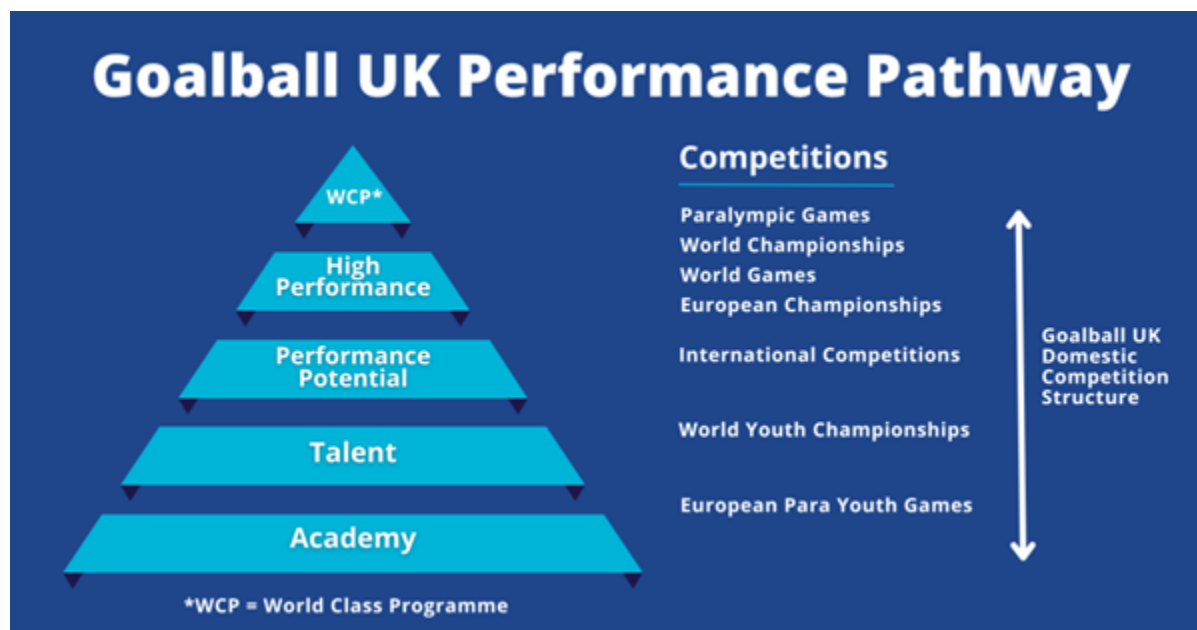 Goalball UK Performance Pathway
WCP*
High
Performance
Performance
Potential
Talent
Academy
*WCP = World Class Programme
Competitions
Paralympic Games
World Championships
World Games
European Championships
International Competitions
World Youth Championships
European Para Youth Games
Goalball UK
Domestic
Competition
Structure